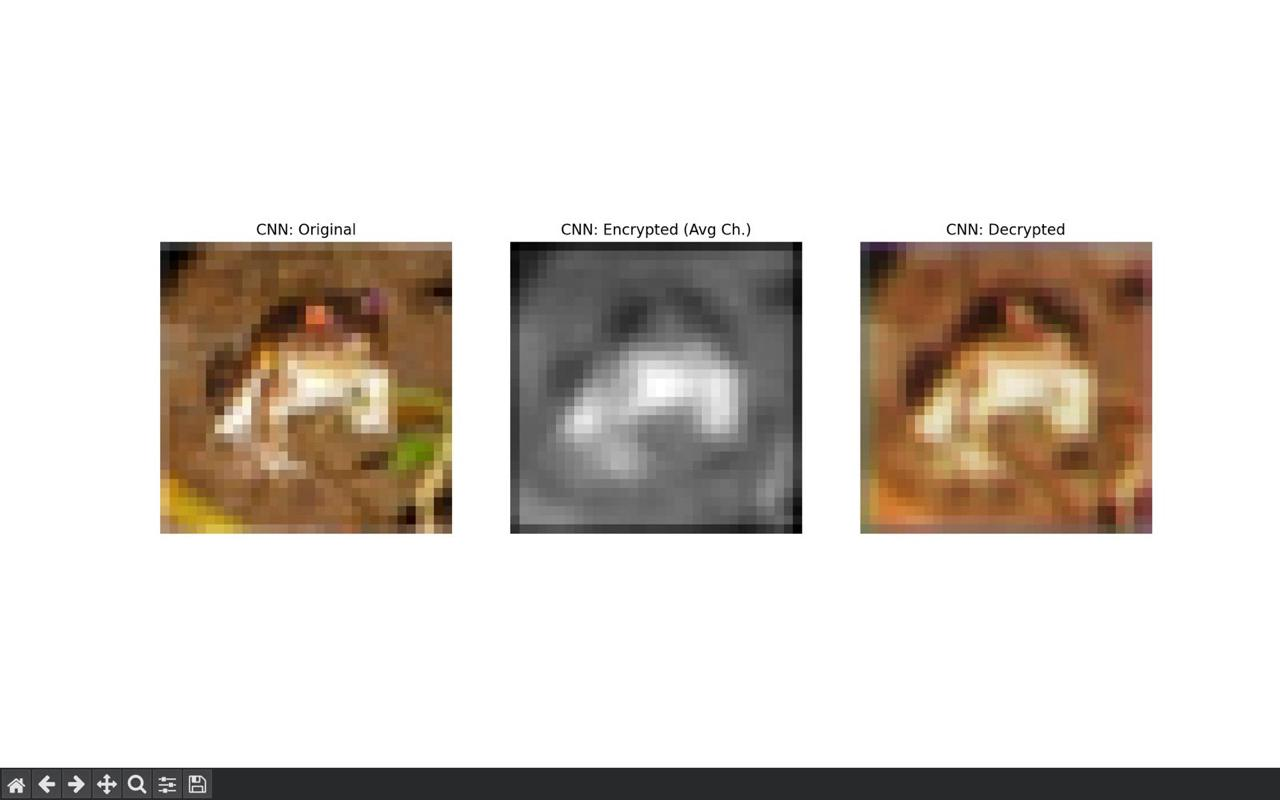 CNN: Original
CNN: Encrypted (Avg Ch.)
CNN: Decrypted